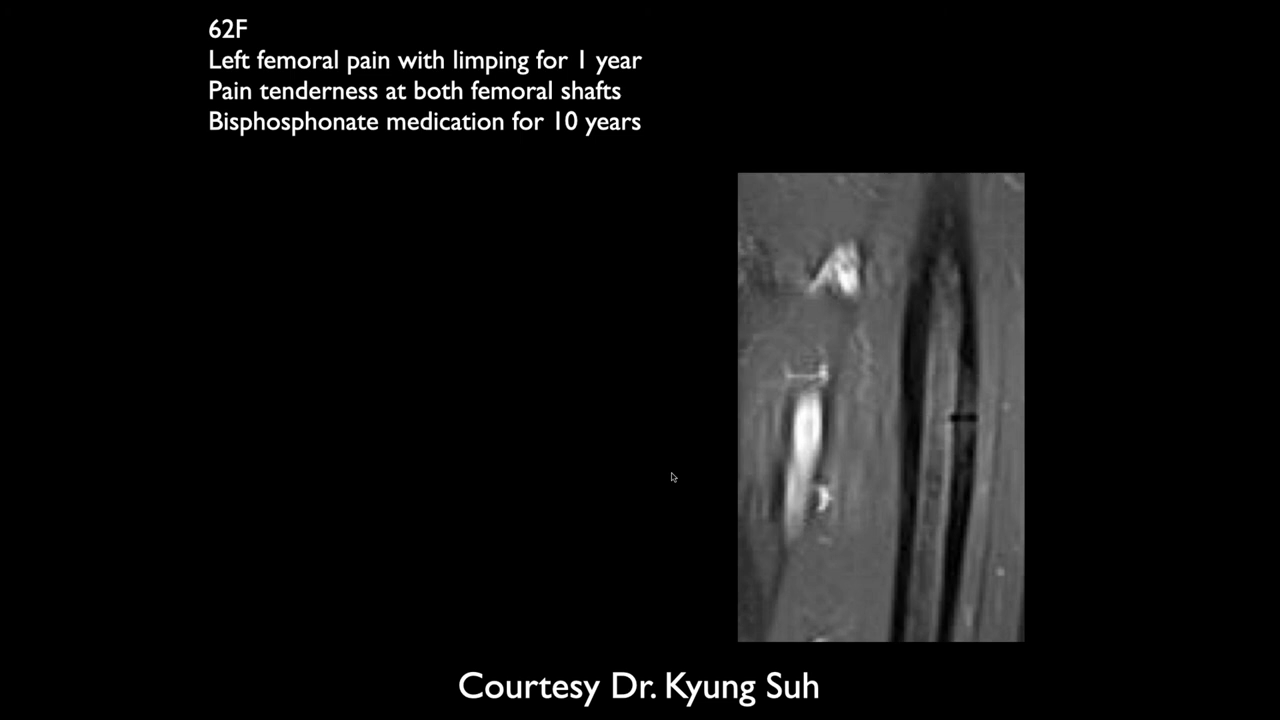 62F
Left femoral pain with limping for 1 year
Pain tenderness at both femoral shafts
Bisphosphonate medication for 10 years
Courtesy Dr. Kyung Suh